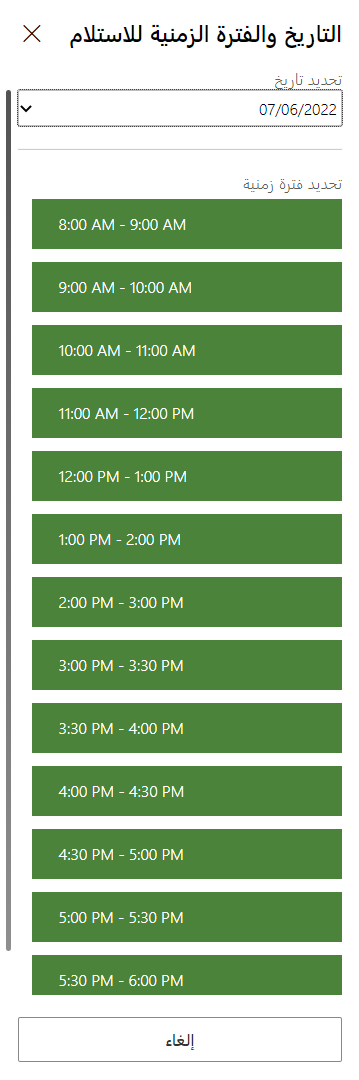 التاريخ والفترة الزمنية للاستلام
تحديد تاريخ
07/06/2022
تحديد فترة زمنية
8:00 AM - 9:00 AM
9:00 AM - 10:00 AM
10:00 AM - 11:00 AM
11:00 AM - 12:00 PM
12:00 PM - 1:00 PM
1:00 PM - 2:00 PM
2:00 PM - 3:00 PM
3:00 PM - 3:30 PM
3:30 PM - 4:00 PM
4:00 PM - 4:30 PM
4:30 PM - 5:00 PM
5:00 PM - 5:30 PM
5:30 PM - 6:00 PM
إلغاء